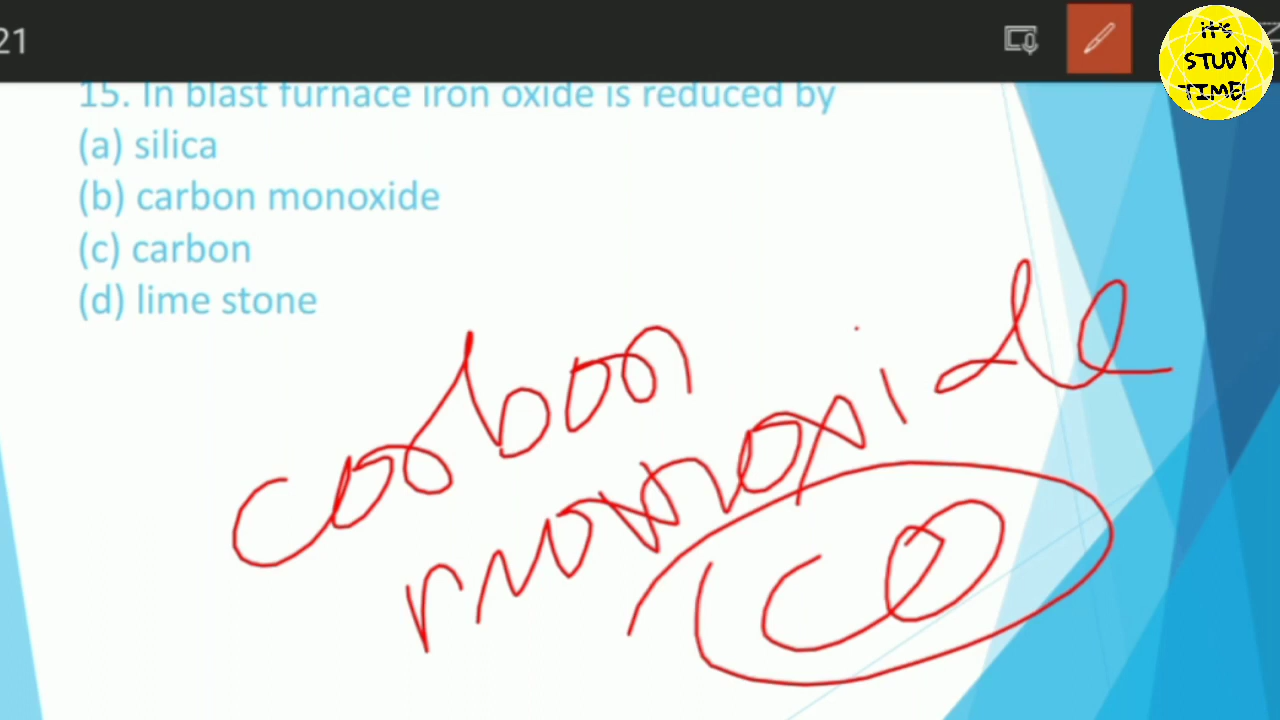 21
IT'S
STUDY
TIME!
15. In blast furnace iron oxide is reduced by
(a) silica
(b) carbon monoxide
(c) carbon
(d) lime stone
carbon
monoxide
(CO